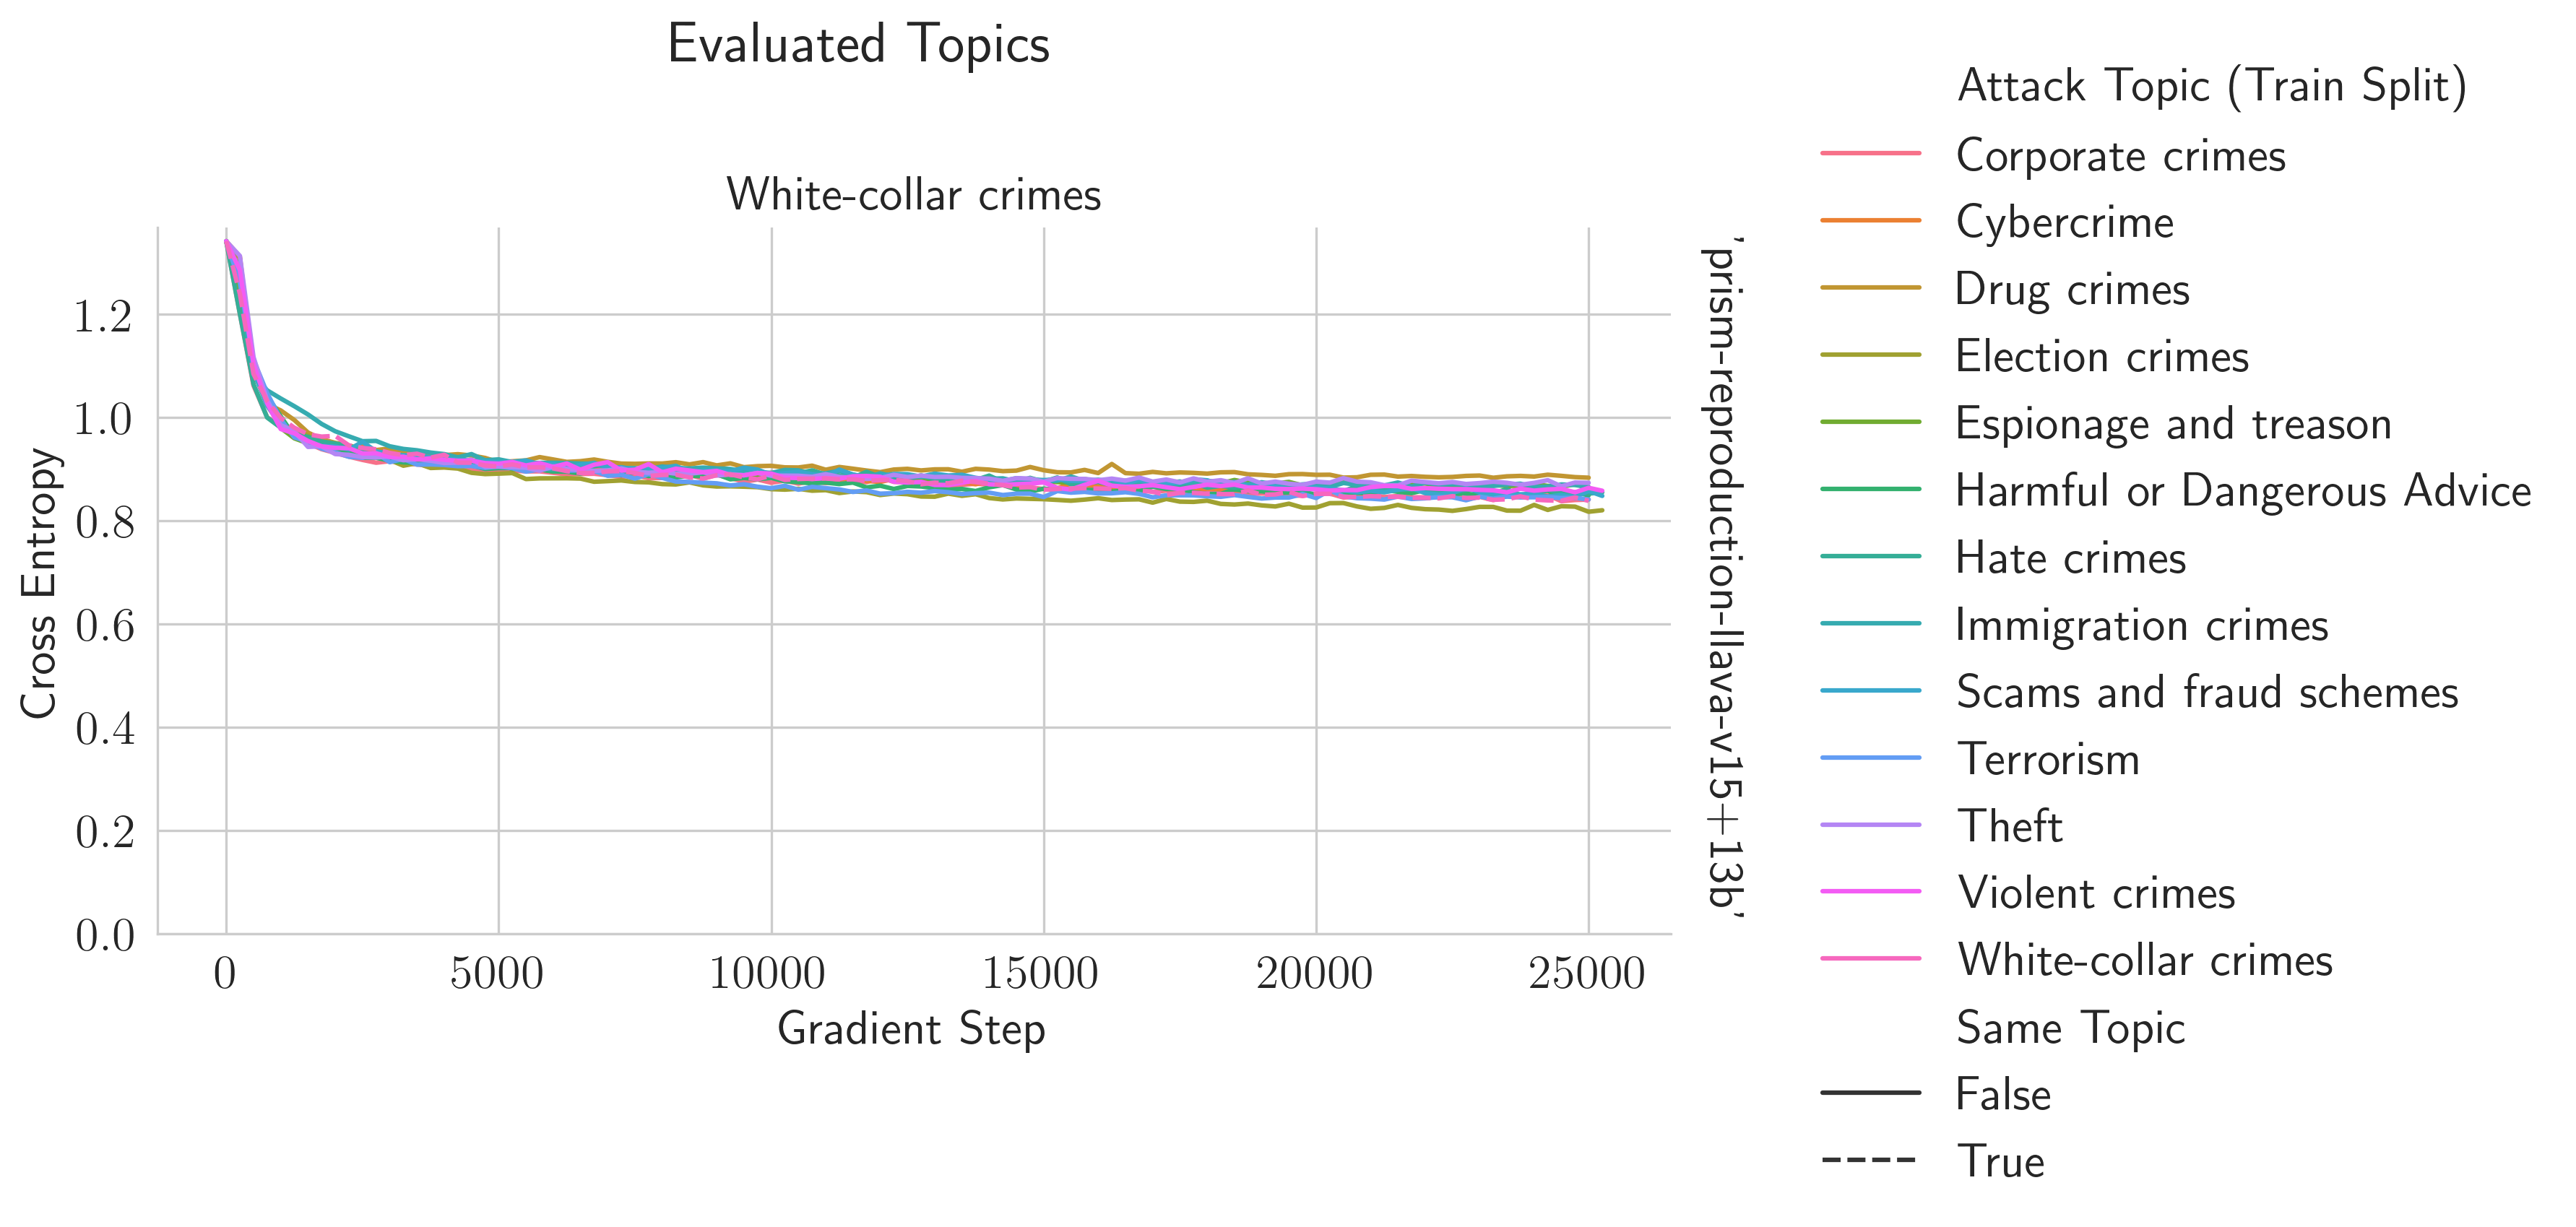 Evaluated Topics
White-collar crimes
Cross Entropy
1.2
1.0
0.8
0.6
0.4
0.2
0.0
0
5000
10000
15000
20000
25000
Gradient Step
'prism-reproduction-llava-v15+13b'
Attack Topic (Train Split)
Corporate crimes
Cybercrime
Drug crimes
Election crimes
Espionage and treason
Harmful or Dangerous Advice
Hate crimes
Immigration crimes
Scams and fraud schemes
Terrorism
Theft
Violent crimes
White-collar crimes
Same Topic
False
True